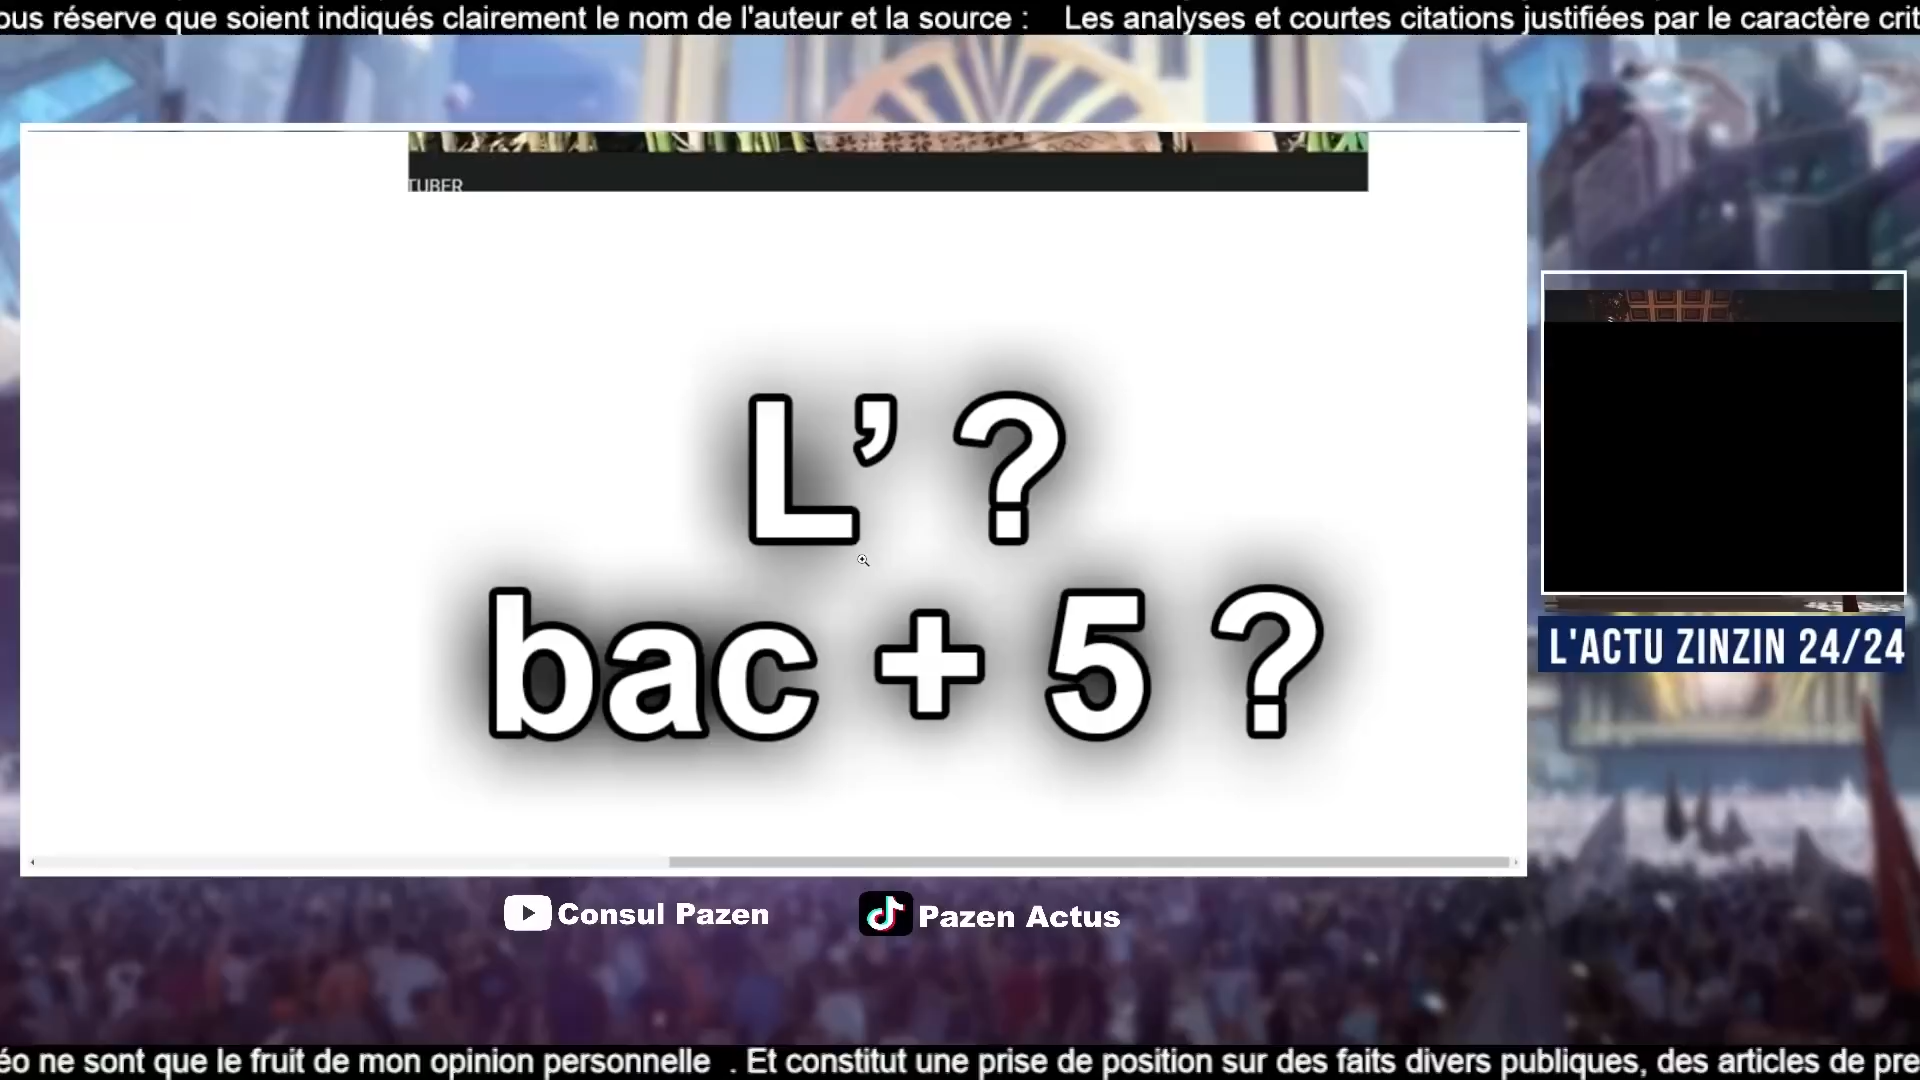 ous réserve que soient indiqués clairement le nom de l'auteur et la source : Les analyses et courtes citations justifiées par le caractère crit
TUBER
L’ ?
bac + 5 ?
L'ACTU ZINZIN 24/24
Consul Pazen
Pazen Actus
éo ne sont que le fruit de mon opinion personnelle . Et constitut une prise de position sur des faits divers publiques, des articles de pre